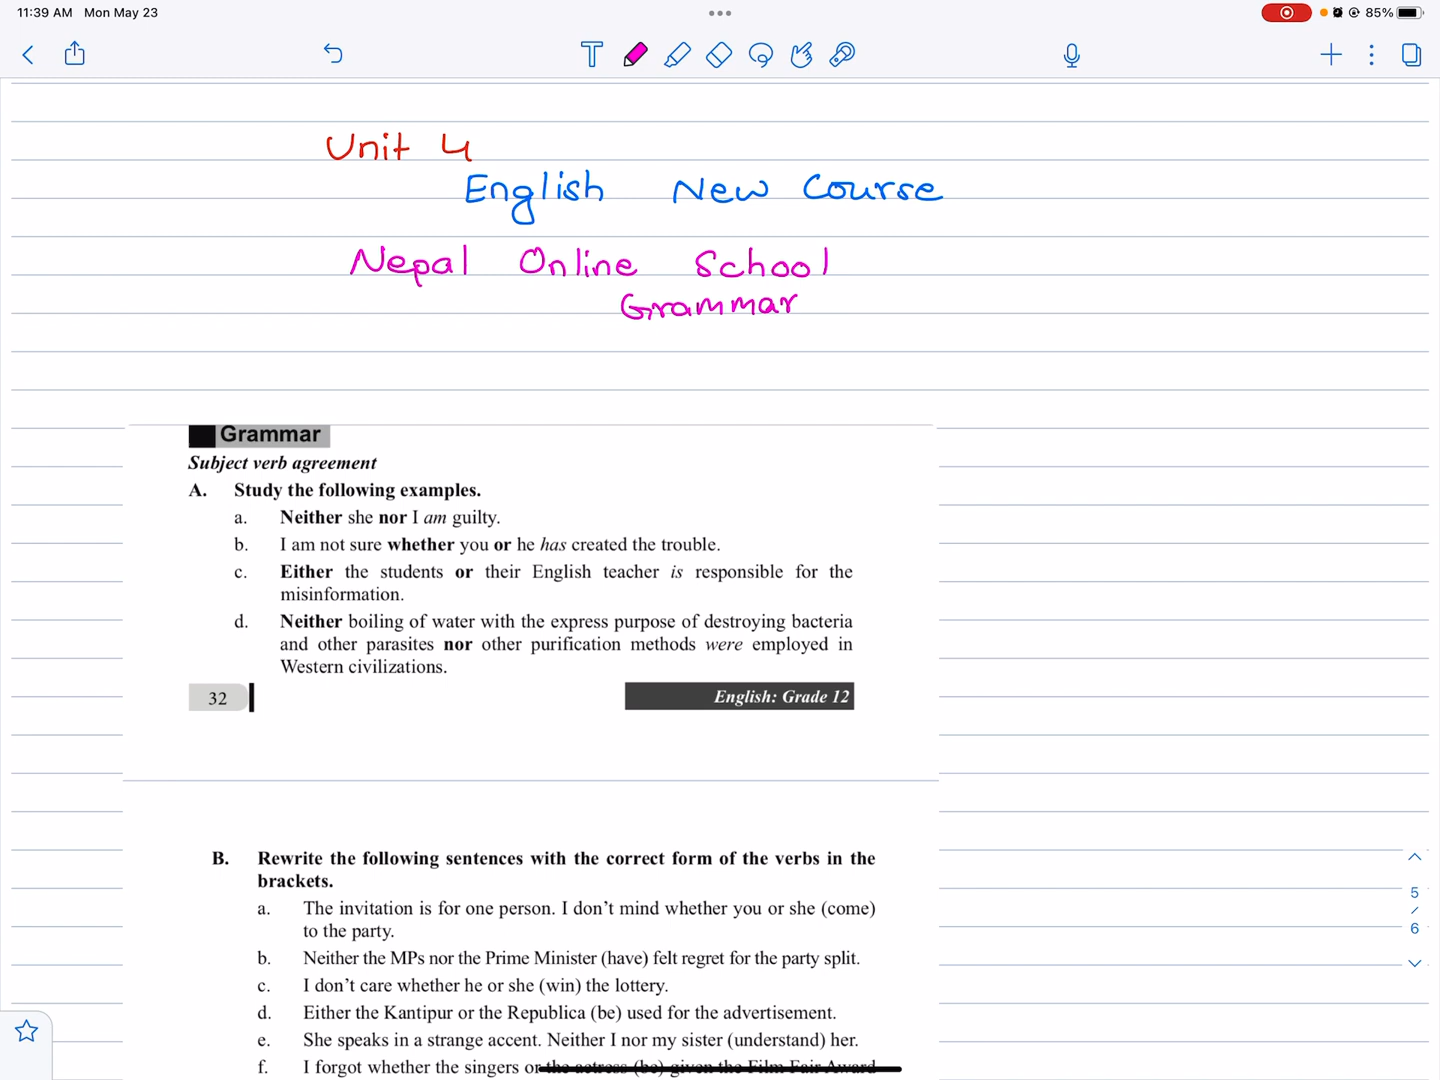 11:39 AM Mon May 23
85%
Unit 4
English New Course
Nepal Online School
Grammar
Grammar
Subject verb agreement
A. Study the following examples.
a. Neither she nor I am guilty.
b. I am not sure whether you or he has created the trouble.
c. Either the students or their English teacher is responsible for the
misinformation.
d. Neither boiling of water with the express purpose of destroying bacteria
and other parasites nor other purification methods were employed in
Western civilizations.
32
English: Grade 12
B. Rewrite the following sentences with the correct form of the verbs in the
brackets.
a. The invitation is for one person. I don't mind whether you or she (come)
to the party.
b. Neither the MPs nor the Prime Minister (have) felt regret for the party split.
c. I don't care whether he or she (win) the lottery.
d. Either the Kantipur or the Republica (be) used for the advertisement.
e. She speaks in a strange accent. Neither I nor my sister (understand) her.
f. I forgot whether the singers or the actress (be) given the Film Fair Award
5
/
6